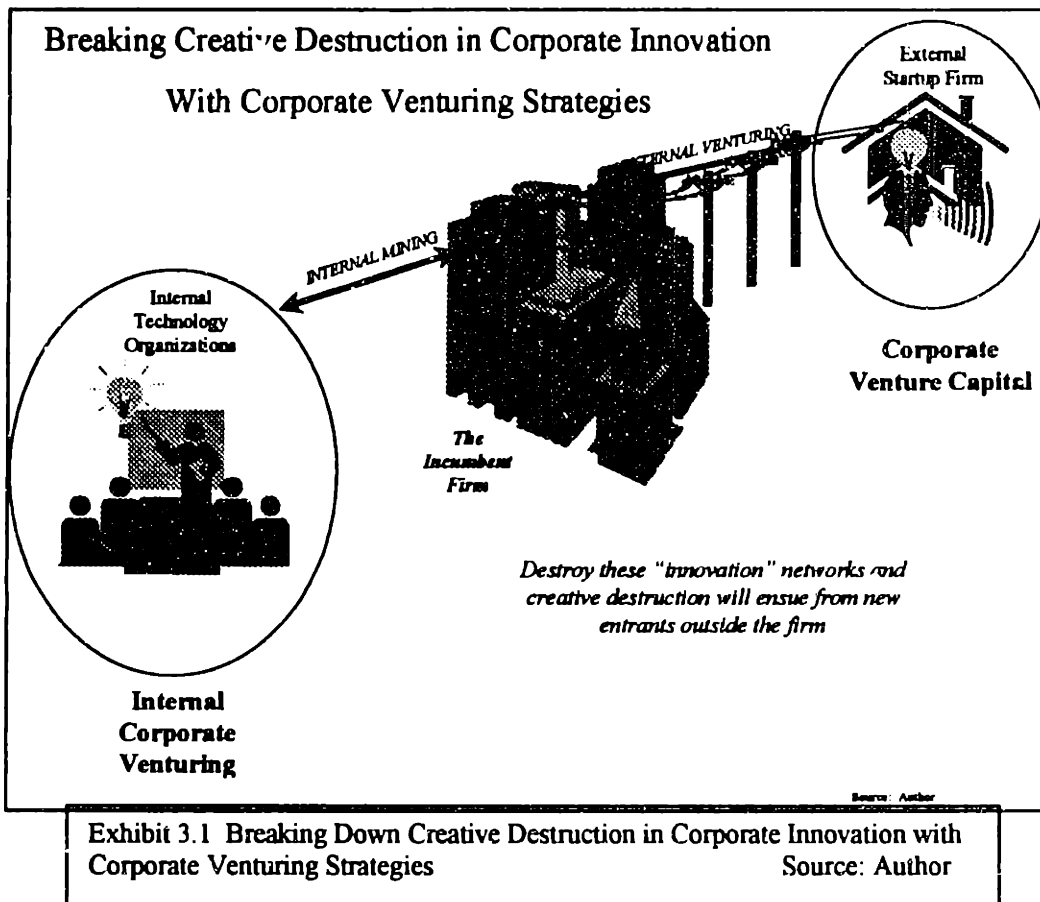 Breaking Creative Destruction in Corporate Innovation
With Corporate Venturing Strategies
External
Startup Firm
TERNAL VENTURING
INTERNAL MINING
Internal
Technology
Organizations
Corporate
Venture Capital
The
Incumbent
Firm
Destroy these "innovation" networks and
creative destruction will ensue from new
entrants outside the firm
Internal
Corporate
Venturing
Source: Author
Exhibit 3.1 Breaking Down Creative Destruction in Corporate Innovation with
Corporate Venturing Strategies Source: Author